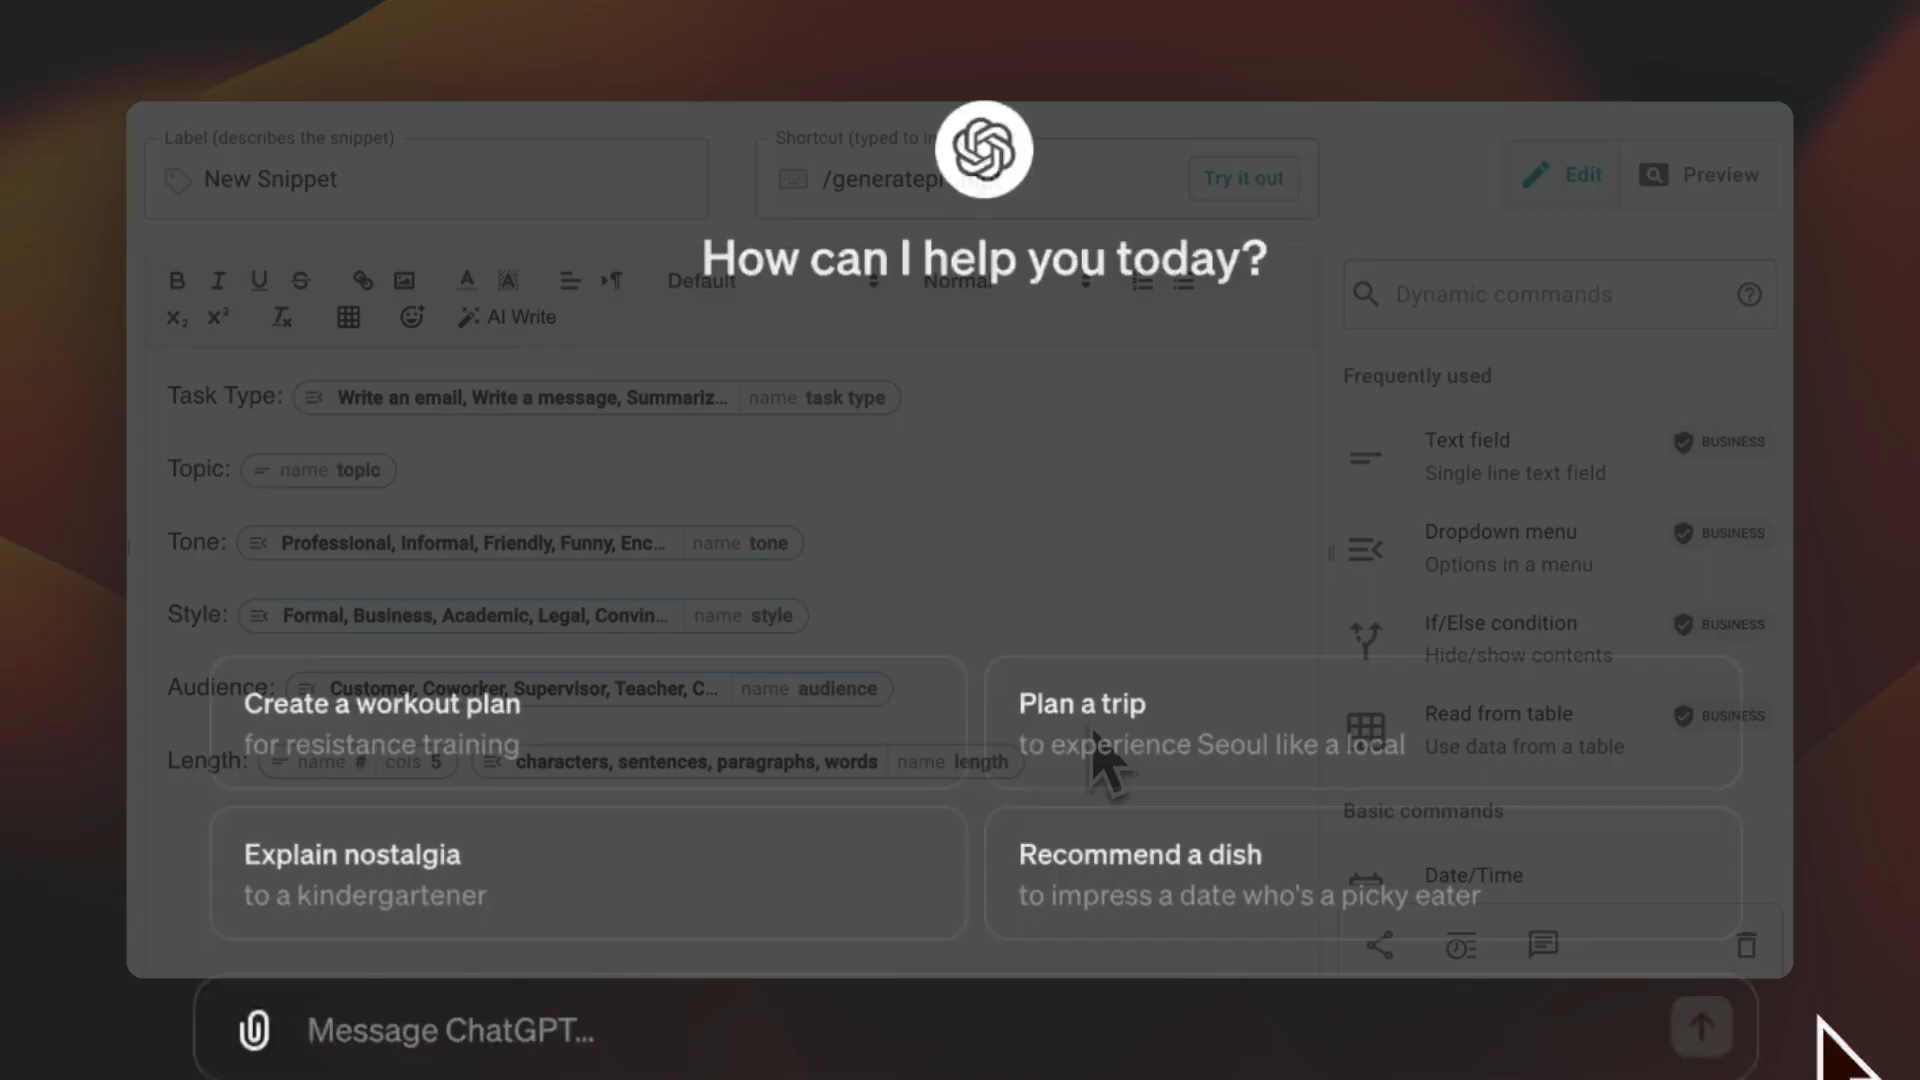 Label (describes the snippet)
New Snippet
Shortcut (typed to in
/generatep
Try it out
Edit
Preview
How can I help you today?
Default
Normal
AI Write
Dynamic commands
Task Type: Write an email, Write a message, Summariz... name task type
Topic: name topic
Tone: Professional, Informal, Friendly, Funny, Enc... name tone
Style: Formal, Business, Academic, Legal, Convin... name style
Audience: Customer, Coworker, Supervisor, Teacher, C... name audience
Length: name # cols 5 characters, sentences, paragraphs, words name length
Frequently used
Text field
BUSINESS
Single line text field
Dropdown menu
BUSINESS
Options in a menu
If/Else condition
BUSINESS
Hide/show contents
Read from table
BUSINESS
Use data from a table
Basic commands
Date/Time
Create a workout plan
for resistance training
Plan a trip
to experience Seoul like a local
Explain nostalgia
to a kindergartener
Recommend a dish
to impress a date who's a picky eater
Message ChatGPT...